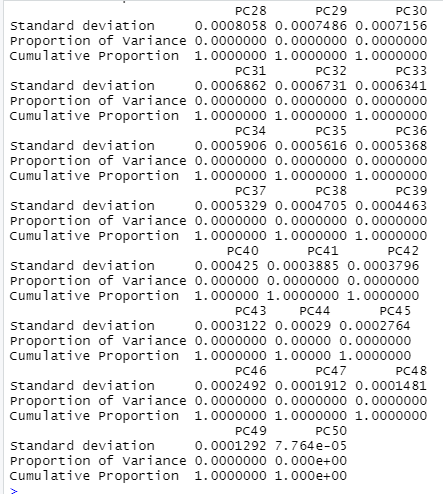 PC28 PC29 PC30
Standard deviation 0.0008058 0.0007486 0.0007156
Proportion of Variance 0.0000000 0.0000000 0.0000000
Cumulative Proportion 1.0000000 1.0000000 1.0000000
PC31 PC32 PC33
Standard deviation 0.0006862 0.0006731 0.0006341
Proportion of Variance 0.0000000 0.0000000 0.0000000
Cumulative Proportion 1.0000000 1.0000000 1.0000000
PC34 PC35 PC36
Standard deviation 0.0005906 0.0005616 0.0005368
Proportion of Variance 0.0000000 0.0000000 0.0000000
Cumulative Proportion 1.0000000 1.0000000 1.0000000
PC37 PC38 PC39
Standard deviation 0.0005329 0.0004705 0.0004463
Proportion of Variance 0.0000000 0.0000000 0.0000000
Cumulative Proportion 1.0000000 1.0000000 1.0000000
PC40 PC41 PC42
Standard deviation 0.000425 0.0003885 0.0003796
Proportion of Variance 0.000000 0.0000000 0.0000000
Cumulative Proportion 1.000000 1.0000000 1.0000000
PC43 PC44 PC45
Standard deviation 0.0003122 0.00029 0.0002764
Proportion of Variance 0.0000000 0.00000 0.0000000
Cumulative Proportion 1.0000000 1.00000 1.0000000
PC46 PC47 PC48
Standard deviation 0.0002492 0.0001912 0.0001481
Proportion of Variance 0.0000000 0.0000000 0.0000000
Cumulative Proportion 1.0000000 1.0000000 1.0000000
PC49 PC50
Standard deviation 0.0001292 7.764e-05
Proportion of Variance 0.0000000 0.000e+00
Cumulative Proportion 1.0000000 1.000e+00
>